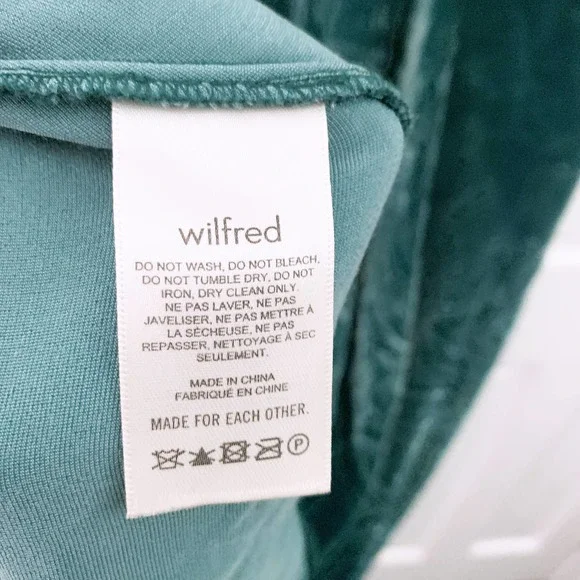 wilfred
DO NOT WASH, DO NOT BLEACH,
DO NOT TUMBLE DRY, DO NOT
IRON, DRY CLEAN ONLY.
NE PAS LAVER, NE PAS
JAVELISER, NE PAS METTRE À
LA SÉCHEUSE, NE PAS
REPASSER, NETTOYAGE À SEC
SEULEMENT.
MADE IN CHINA
FABRIQUÉ EN CHINE
MADE FOR EACH OTHER.
P